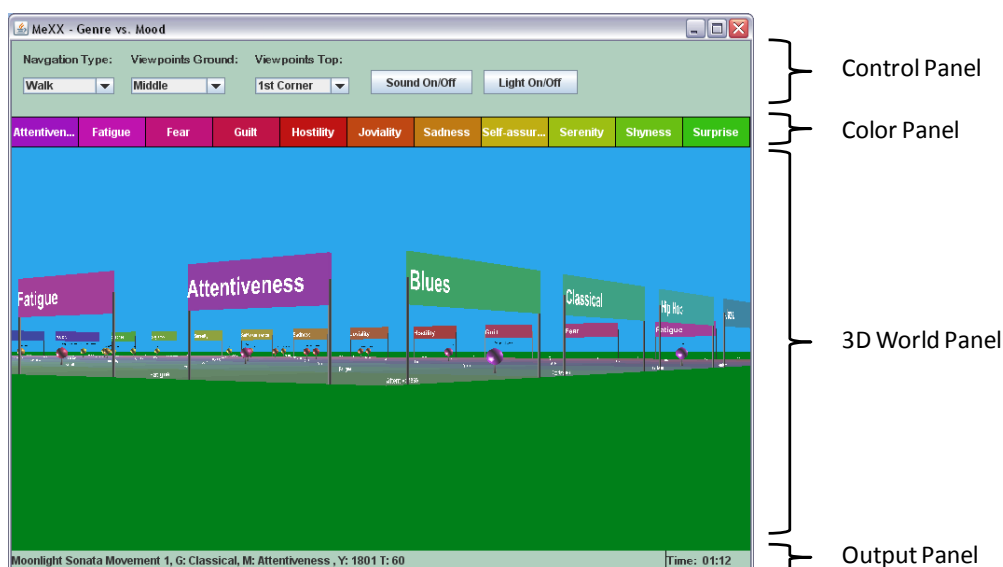 MeXX - Genre vs. Mood
Navgation Type: Viewpoints Ground: Viewpoints Top:
Walk Middle 1st Corner Sound On/Off Light On/Off
Control Panel
Attentiven... Fatigue Fear Guilt Hostility Joviality Sadness Self-assur... Serenity Shyness Surprise
Color Panel
Attentiveness Blues
Fatigue Classical Hip Hop
Joviality Hostility Guilt Fear Fatigue
Sadness
3D World Panel
Fatigue
Moonlight Sonata Movement 1, G: Classical, M: Attentiveness , Y: 1801 T: 60 Time: 01:12
Output Panel